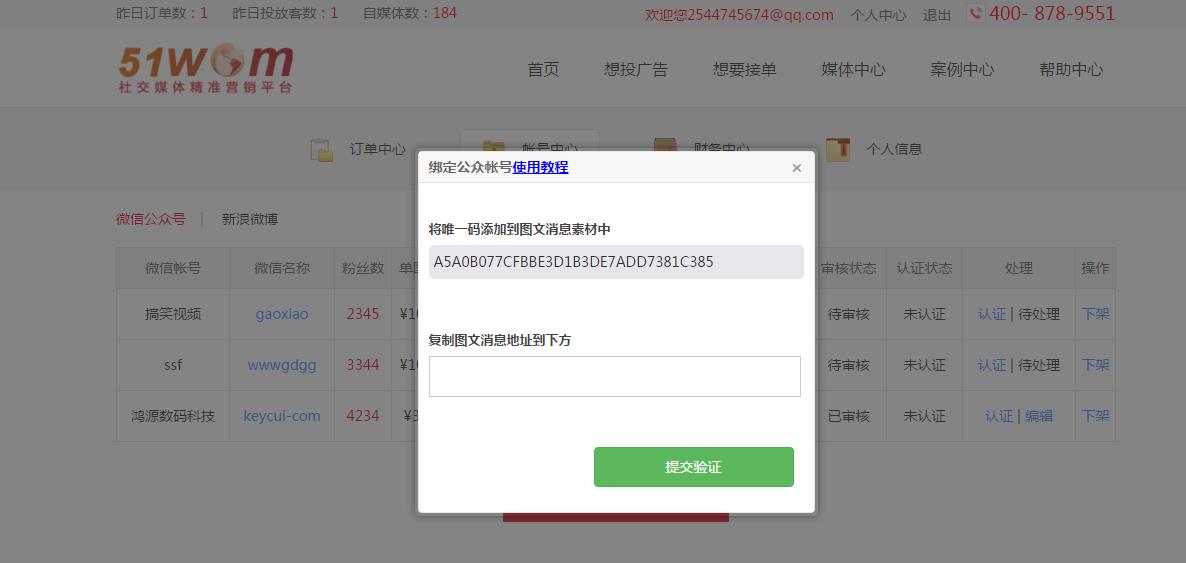 昨日订单数：1 昨日投放客数：1 自媒体数：184 欢迎您2544745674@qq.com 个人中心 退出 400- 878-9551
51WOm
社交媒体精准营销平台
首页 想投广告 想要接单 媒体中心 案例中心 帮助中心
订单中心 帐号中心 财务中心 个人信息
绑定公众帐号使用教程 ×
微信公众号 | 新浪微博
将唯一码添加到图文消息素材中
A5A0B077CFBBE3D1B3DE7ADD7381C385
微信帐号 微信名称 粉丝数 单 审核状态 认证状态 处理 操作
搞笑视频 gaoxiao 2345 ¥1 待审核 未认证 认证 | 待处理 下架
复制图文消息地址到下方
ssf wwwgdgg 3344 ¥1 待审核 未认证 认证 | 待处理 下架
鸿源数码科技 keycui-com 4234 ¥3 已审核 未认证 认证 | 编辑 下架
提交验证